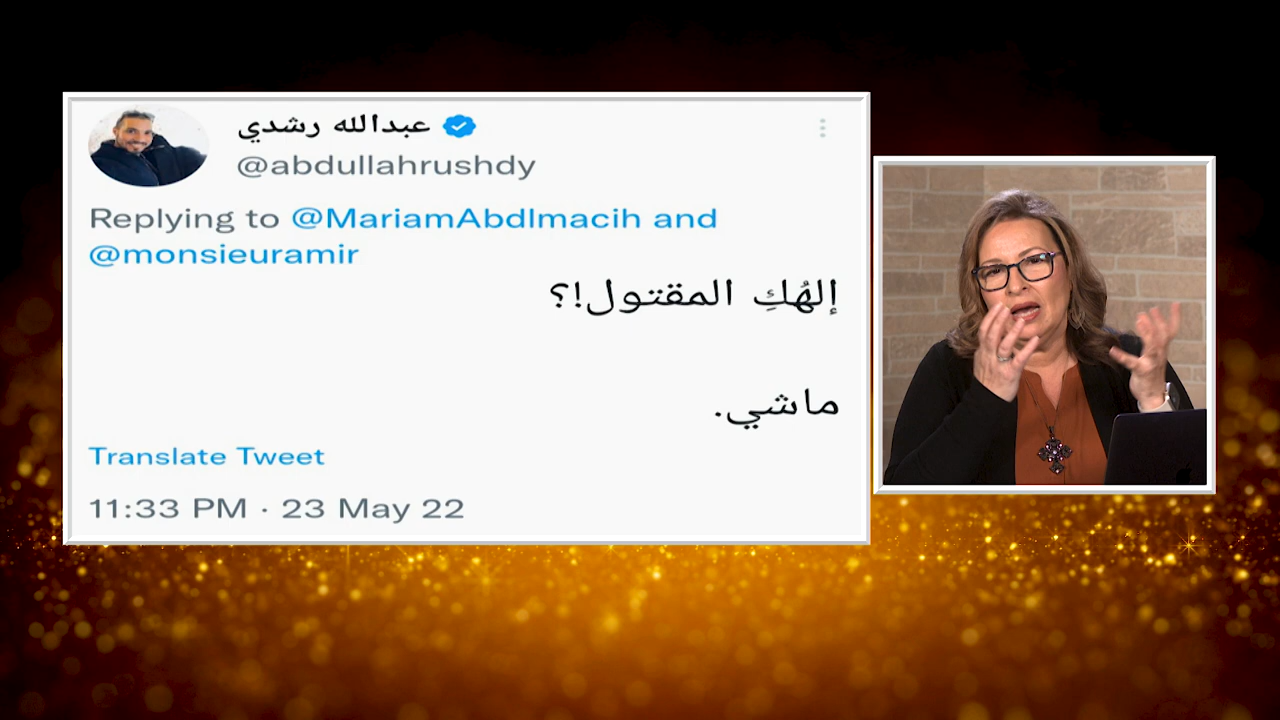 عبدالله رشدي
@abdullahrushdy
Replying to @MariamAbdlmacih and
@monsieuramir
إلهُكِ المقتول!؟
ماشي.
Translate Tweet
11:33 PM · 23 May 22